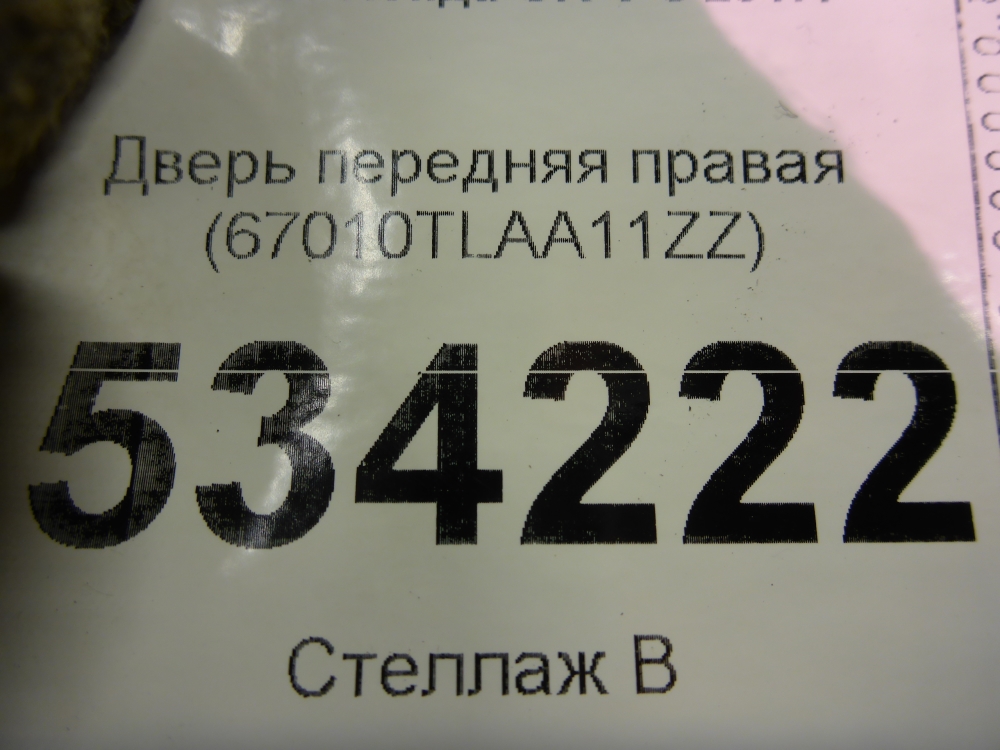 Дверь передняя правая
(67010TLAA11ZZ)
534222
Стеллаж В